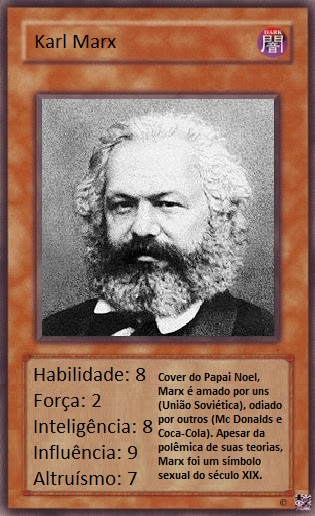 Karl Marx
DARK
闇
Habilidade: 8
Força: 2
Inteligência: 8
Influência: 9
Altruísmo: 7
Cover do Papai Noel,
Marx é amado por uns
(União Soviética), odiado
por outros (Mc Donalds e
Coca-Cola). Apesar da
polêmica de suas teorias,
Marx foi um símbolo
sexual do século XIX.
©